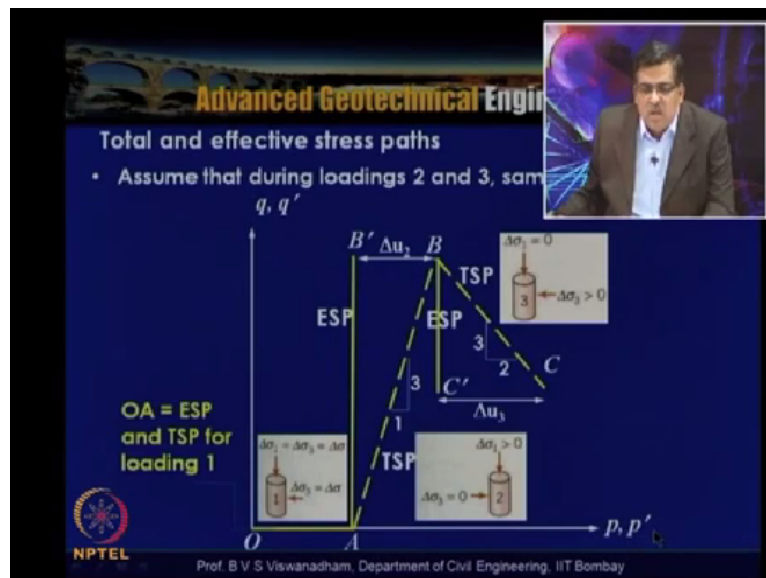 Advanced Geotechnical Engin
Total and effective stress paths
• Assume that during loadings 2 and 3, sam
q, q′
B′ Δu₂ B
TSP
Δσ₁ = 0
3
Δσ₃ > 0
ESP
ESP
3
2
C
C′
Δu₃
3
1
OA = ESP
and TSP for
loading 1
TSP
Δσ₁ = Δσ₃ = Δσ
1
Δσ₃ = Δσ
Δσ₁ > 0
Δσ₃ = 0
2
O
A
p, p′
NPTEL
Prof. B V S Viswanadham, Department of Civil Engineering, IIT Bombay